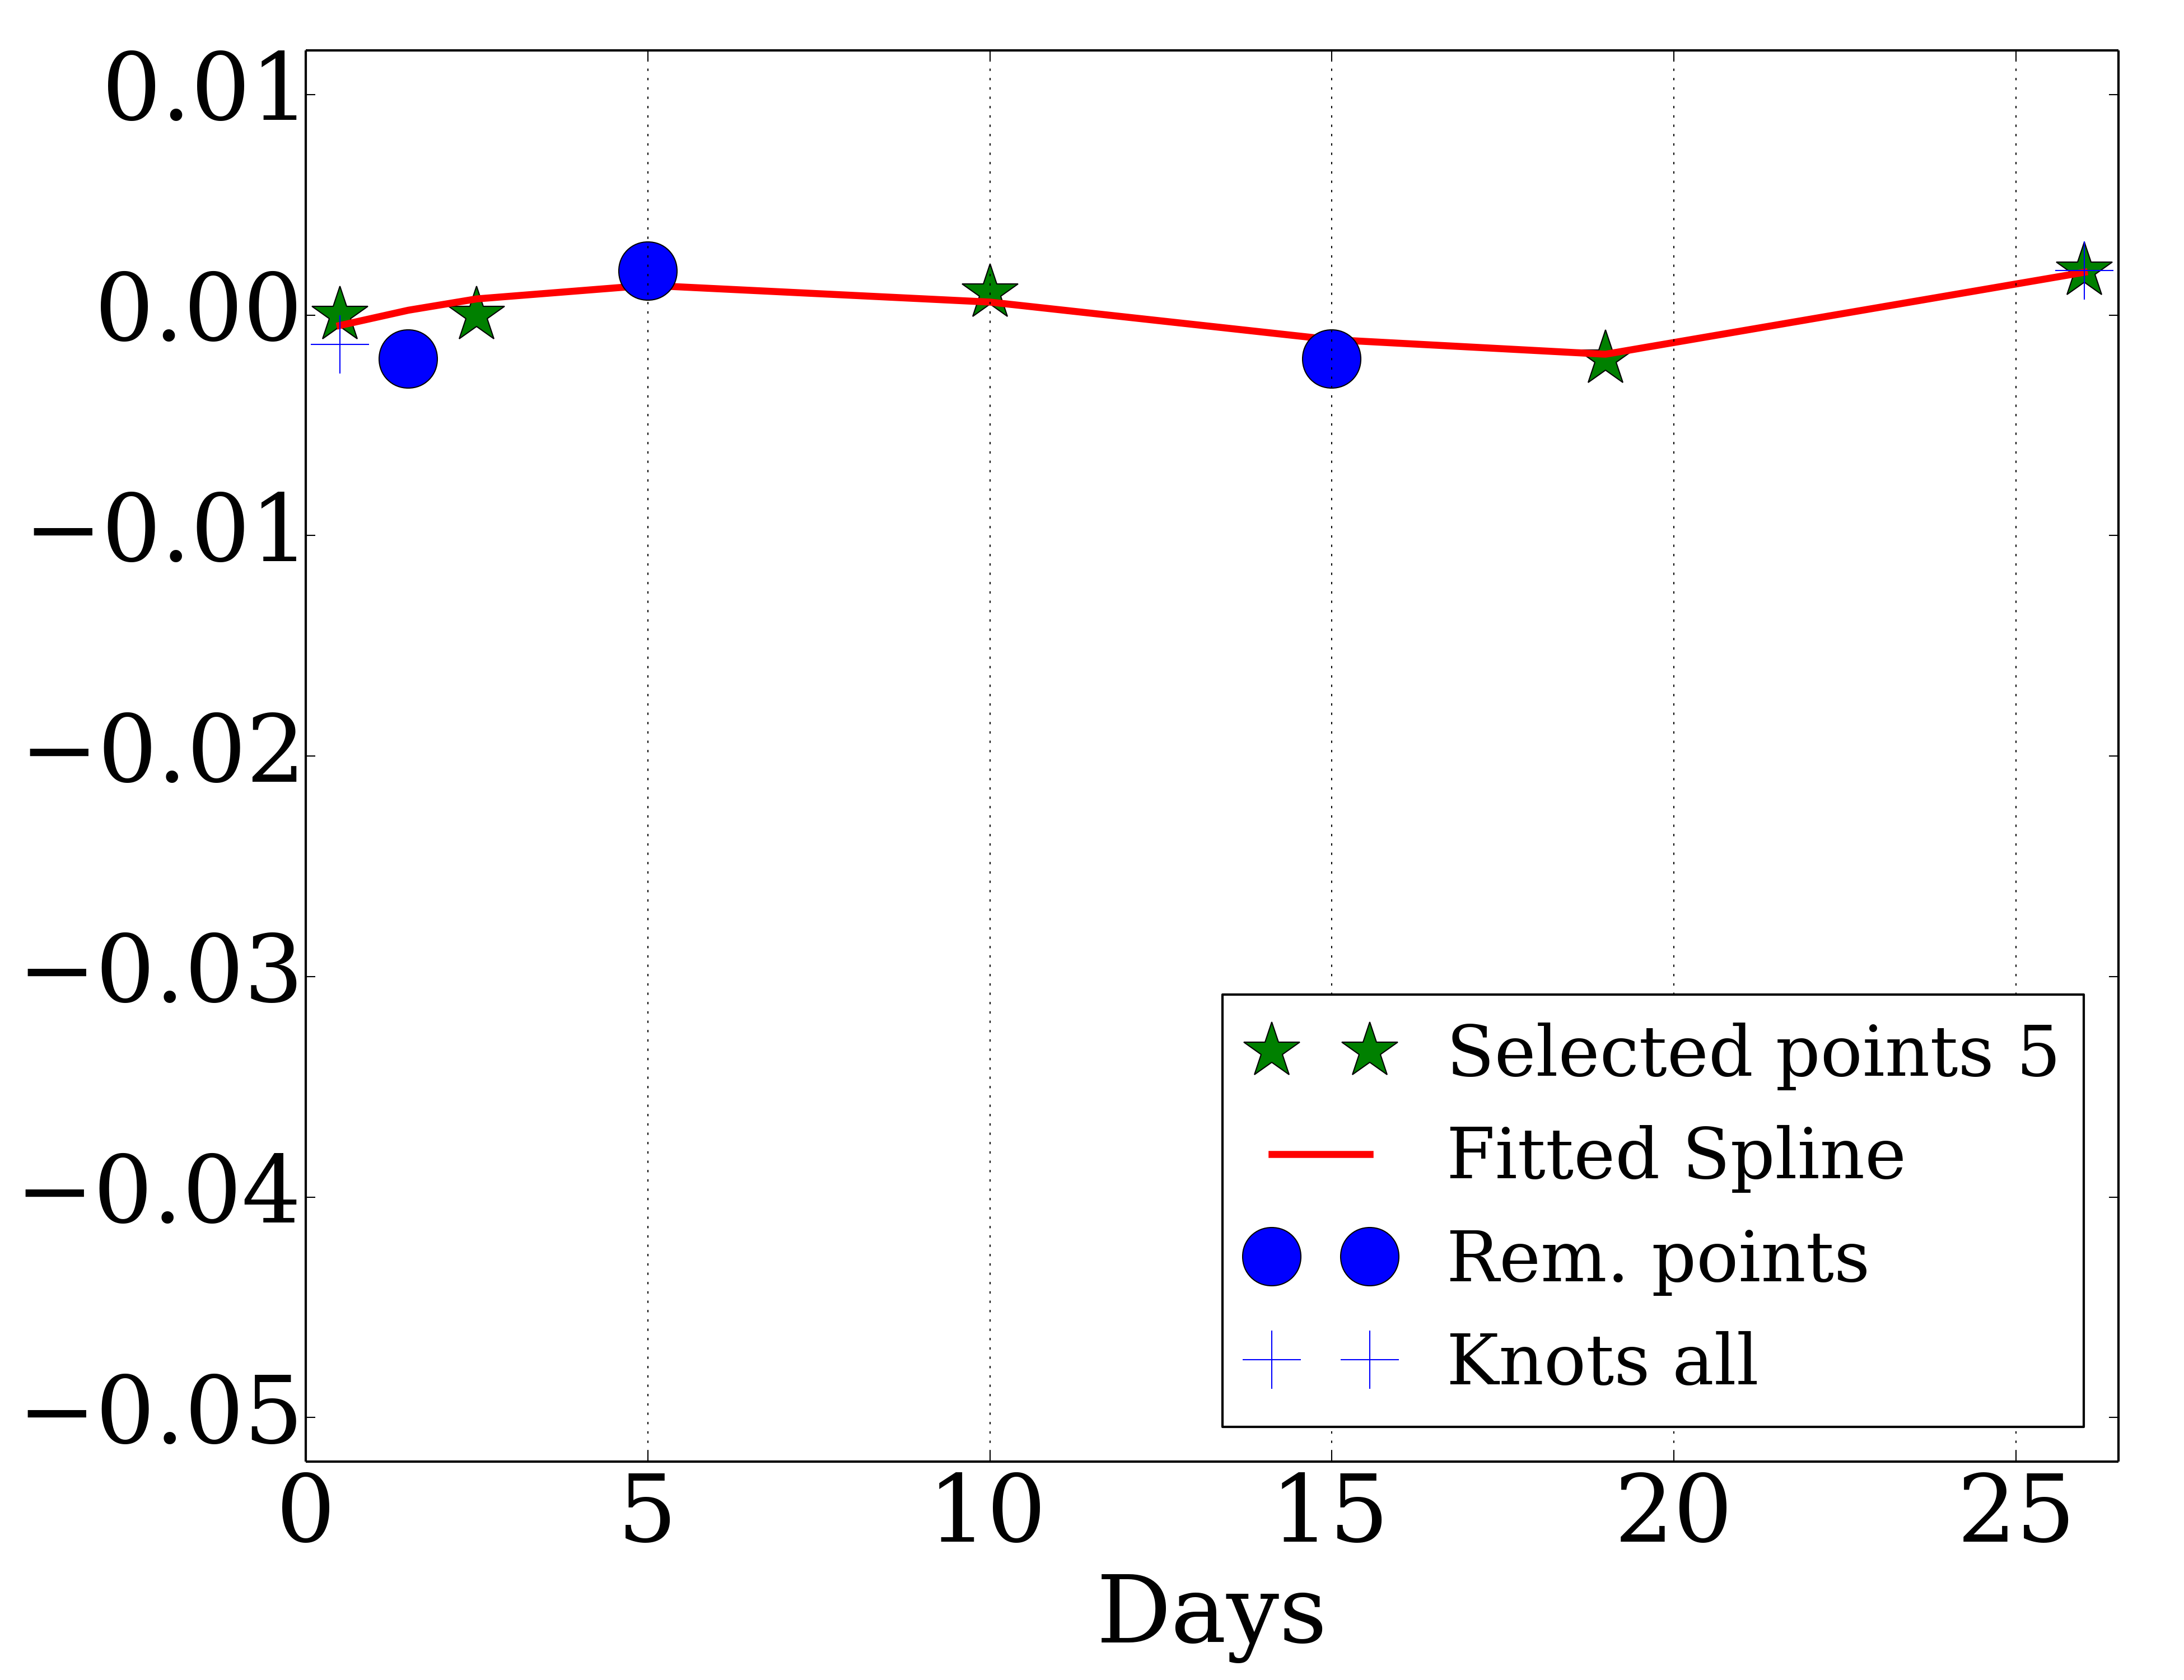 0.01
0.00
−0.01
−0.02
−0.03
−0.04
−0.05
Selected points 5
Fitted Spline
Rem. points
Knots all
0 5 10 15 20 25
Days